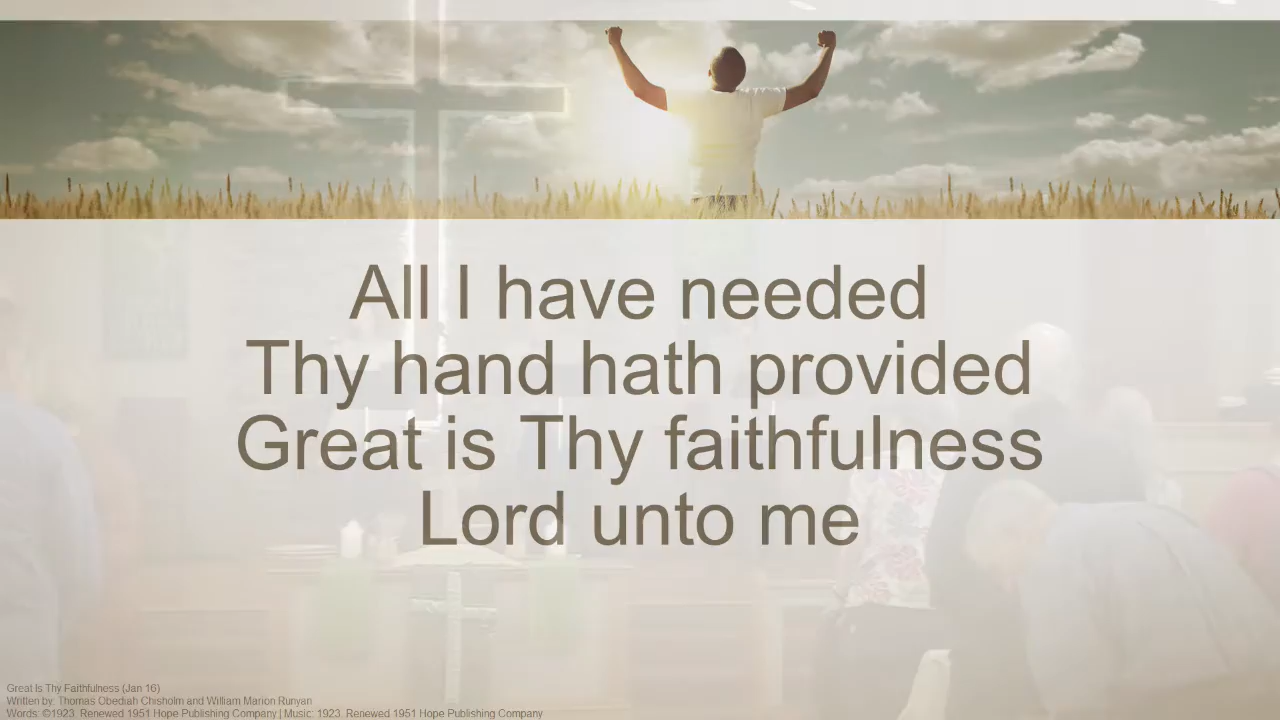 All I have needed
Thy hand hath provided
Great is Thy faithfulness
Lord unto me
Great Is Thy Faithfulness (Jan 16)
Written by: Thomas Obediah Chisholm and William Marion Runyan
Words: ©1923. Renewed 1951 Hope Publishing Company | Music: 1923. Renewed 1951 Hope Publishing Company